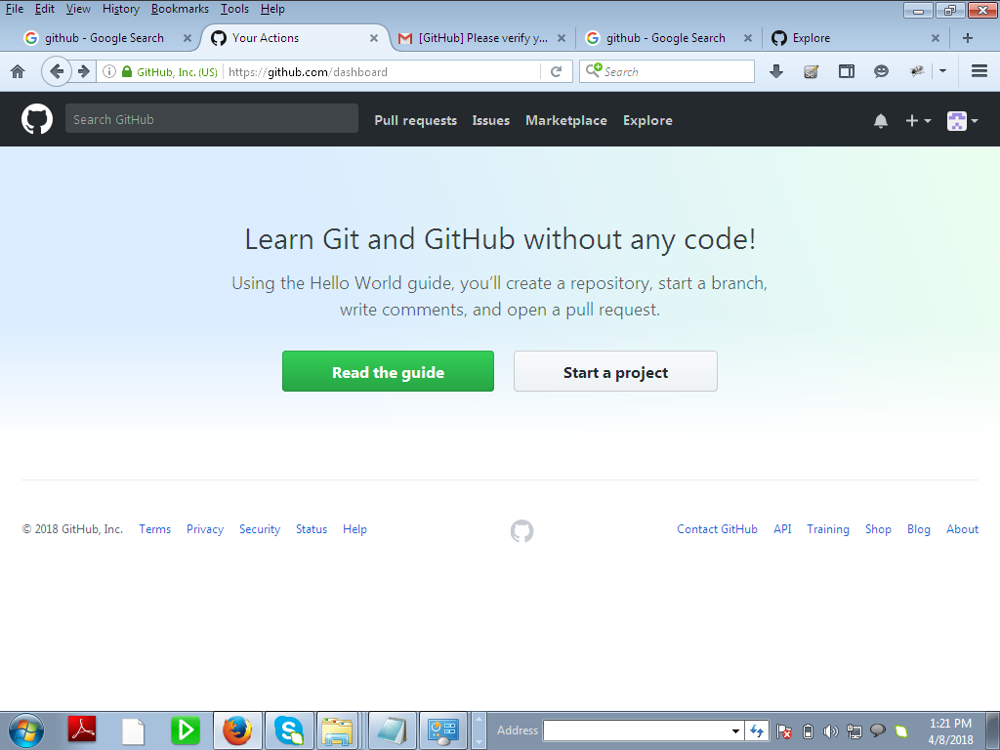 File Edit View History Bookmarks Tools Help
github - Google Search
Your Actions
[GitHub] Please verify y...
github - Google Search
Explore
GitHub, Inc. (US)
https://github.com/dashboard
Search
Search GitHub
Pull requests Issues Marketplace Explore
Learn Git and GitHub without any code!
Using the Hello World guide, you’ll create a repository, start a branch,
write comments, and open a pull request.
Read the guide
Start a project
© 2018 GitHub, Inc. Terms Privacy Security Status Help
Contact GitHub API Training Shop Blog About
Address
1:21 PM
4/8/2018